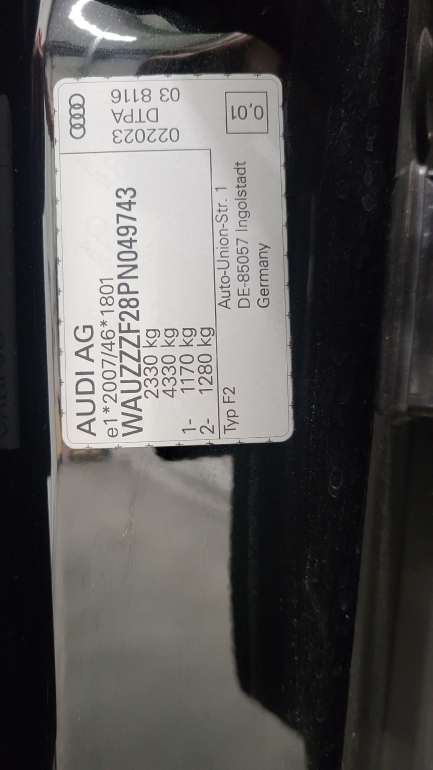 AUDI AG
e1*2007/46*1801
WAUZZZF28PN049743
2330 kg
4330 kg
1- 1170 kg
2- 1280 kg
Typ F2
Auto-Union-Str. 1
DE-85057 Ingolstadt
Germany
022023
DTPA
03 8116
0,01